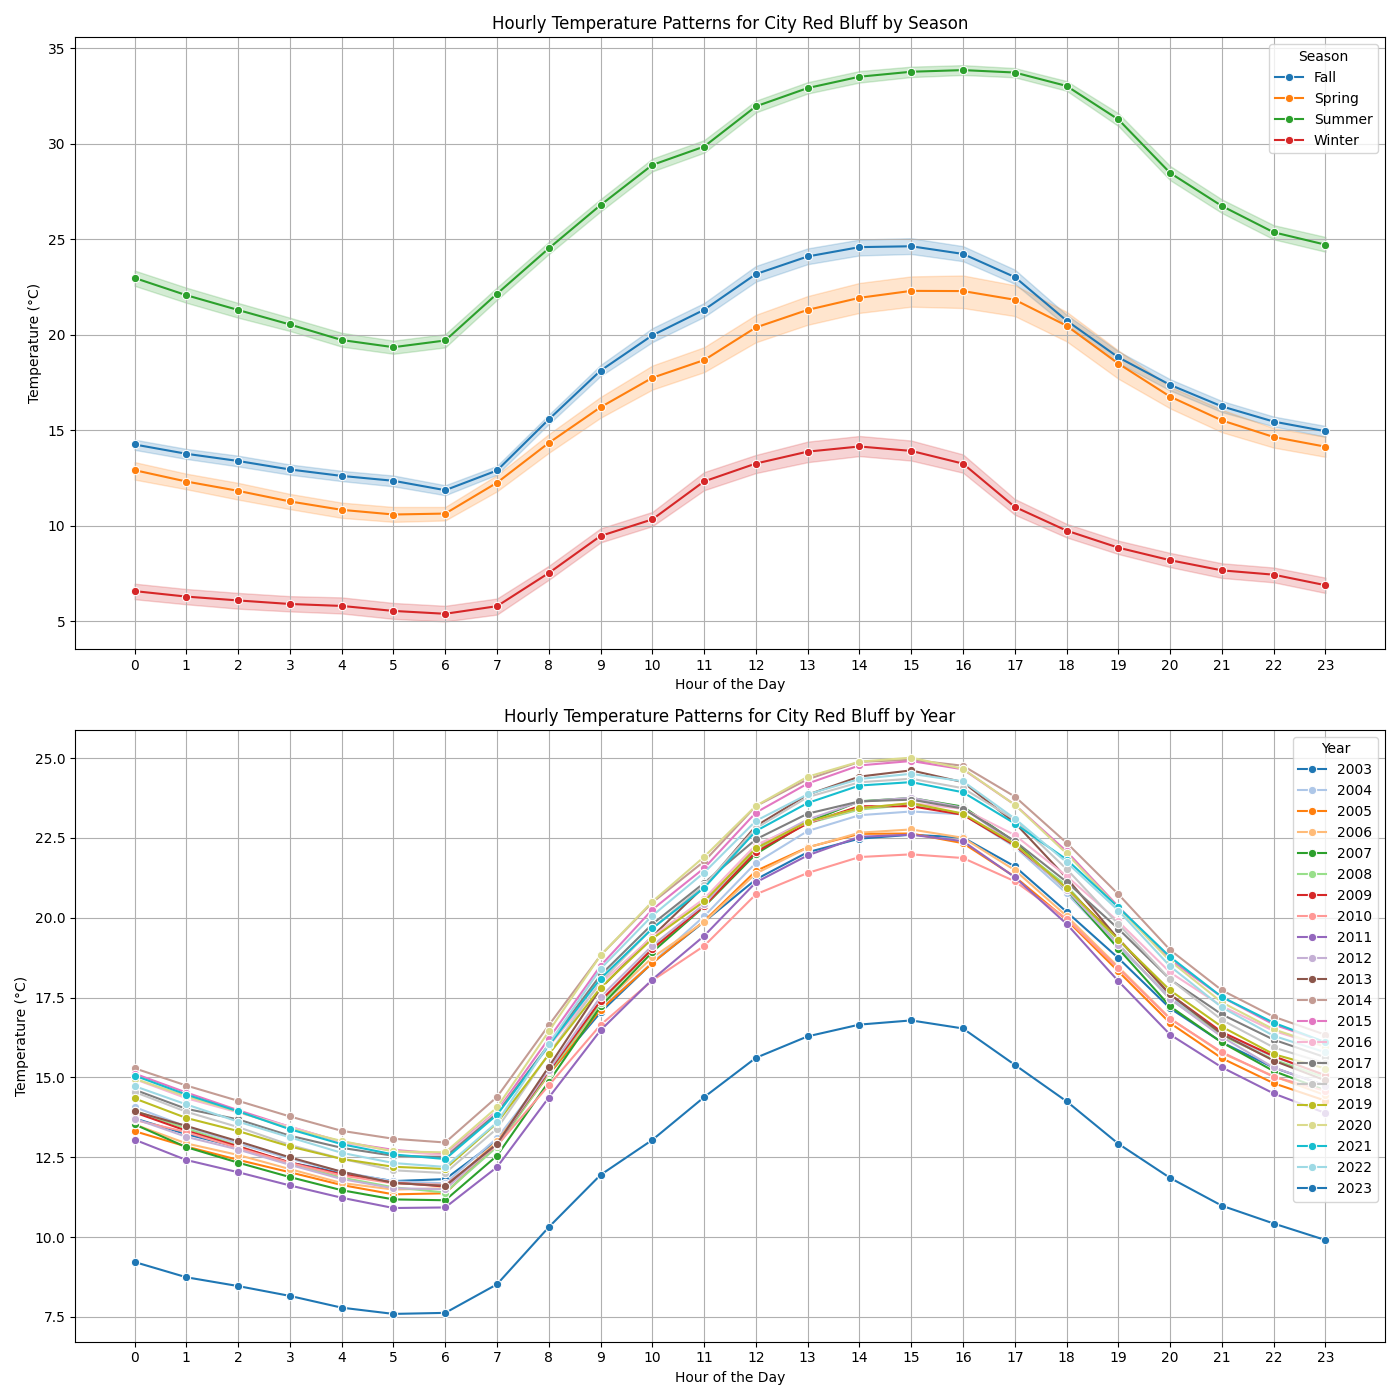 Hourly Temperature Patterns for City Red Bluff by Season
Season
Fall
Spring
Summer
Winter
35
30
25
20
15
10
5
Temperature (°C)
0 1 2 3 4 5 6 7 8 9 10 11 12 13 14 15 16 17 18 19 20 21 22 23
Hour of the Day
Hourly Temperature Patterns for City Red Bluff by Year
Year
2003
2004
2005
2006
2007
2008
2009
2010
2011
2012
2013
2014
2015
2016
2017
2018
2019
2020
2021
2022
2023
25.0
22.5
20.0
17.5
15.0
12.5
10.0
7.5
Temperature (°C)
0 1 2 3 4 5 6 7 8 9 10 11 12 13 14 15 16 17 18 19 20 21 22 23
Hour of the Day